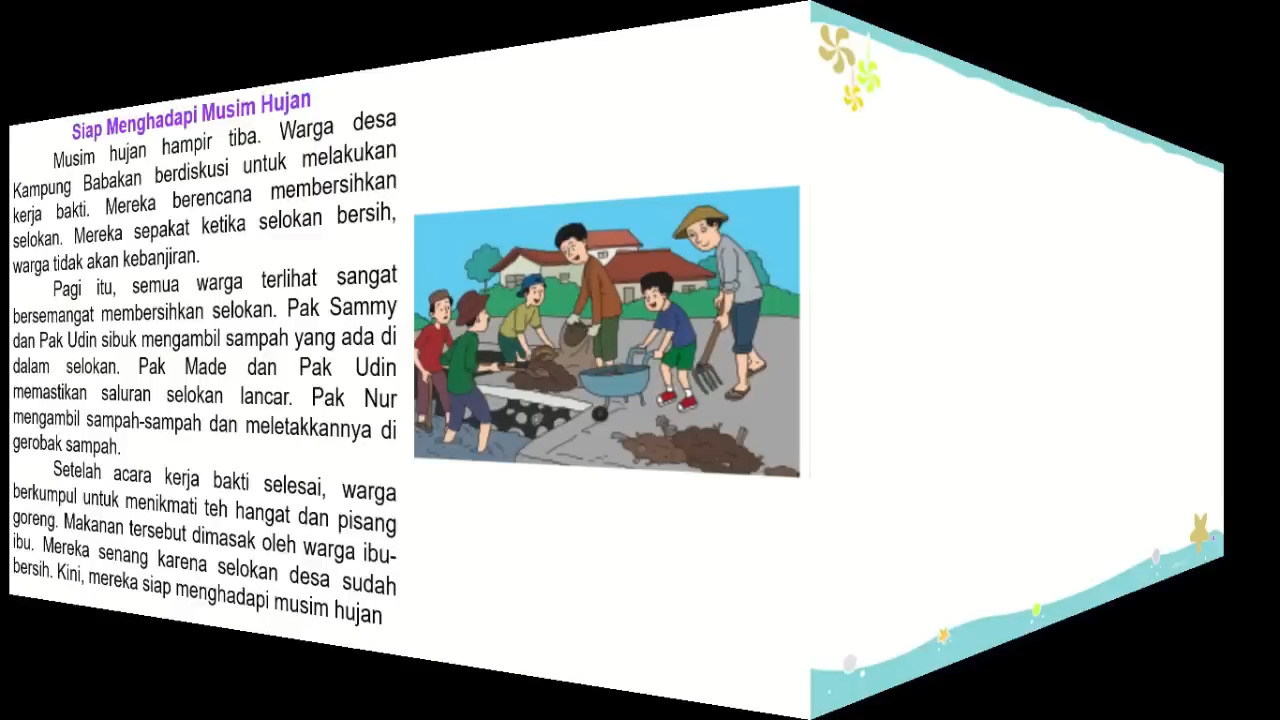 Siap Menghadapi Musim Hujan
Musim hujan hampir tiba. Warga desa
Kampung Babakan berdiskusi untuk melakukan
kerja bakti. Mereka berencana membersihkan
selokan. Mereka sepakat ketika selokan bersih,
warga tidak akan kebanjiran.
Pagi itu, semua warga terlihat sangat
bersemangat membersihkan selokan. Pak Sammy
dan Pak Udin sibuk mengambil sampah yang ada di
dalam selokan. Pak Made dan Pak Udin
memastikan saluran selokan lancar. Pak Nur
mengambil sampah-sampah dan meletakkannya di
gerobak sampah.
Setelah acara kerja bakti selesai, warga
berkumpul untuk menikmati teh hangat dan pisang
goreng. Makanan tersebut dimasak oleh warga ibu-
ibu. Mereka senang karena selokan desa sudah
bersih. Kini, mereka siap menghadapi musim hujan